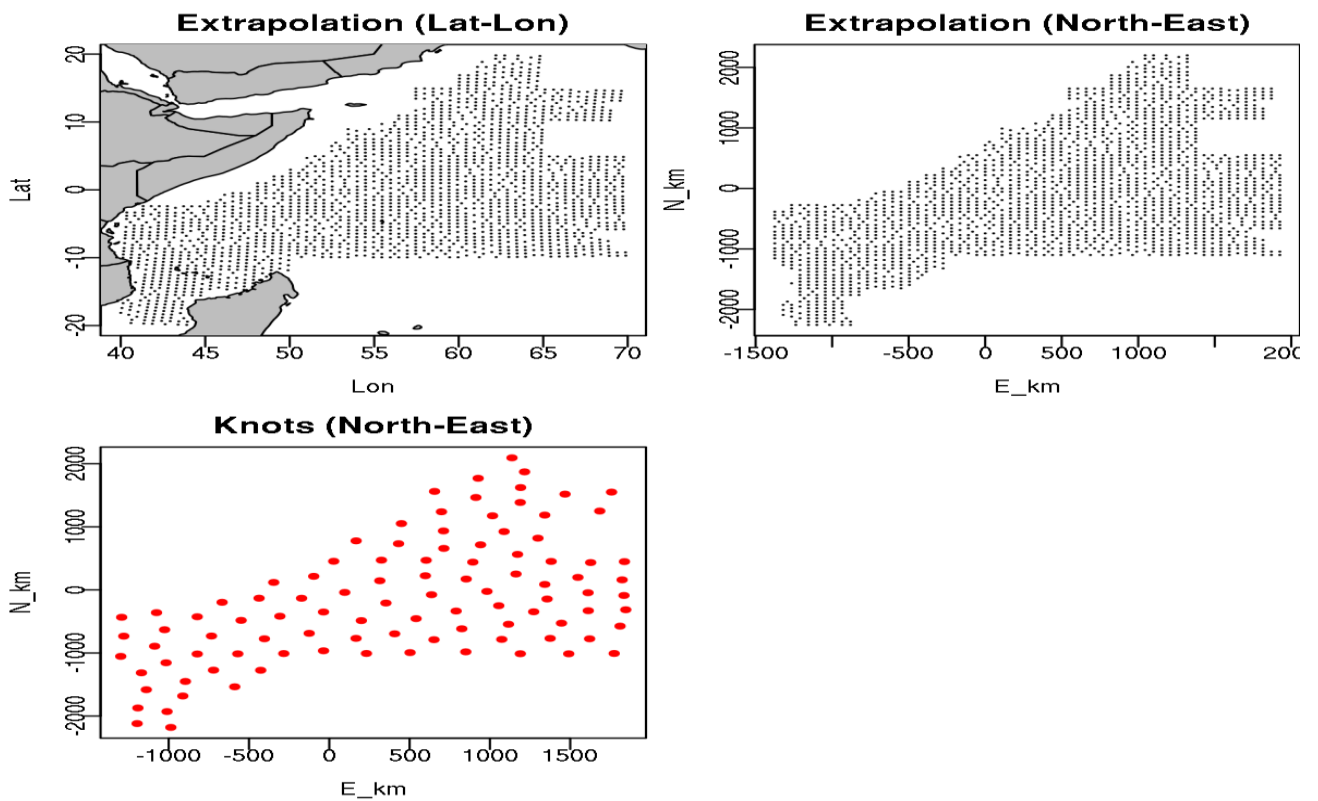 Extrapolation (Lat-Lon)
20
10
0
-10
-20
Lat
40 45 50 55 60 65 70
Lon
Extrapolation (North-East)
2000
1000
0
-1000
-2000
N_km
-1500 -500 0 500 1000 200
E_km
Knots (North-East)
2000
1000
0
-1000
-2000
N_km
-1000 -500 0 500 1000 1500
E_km